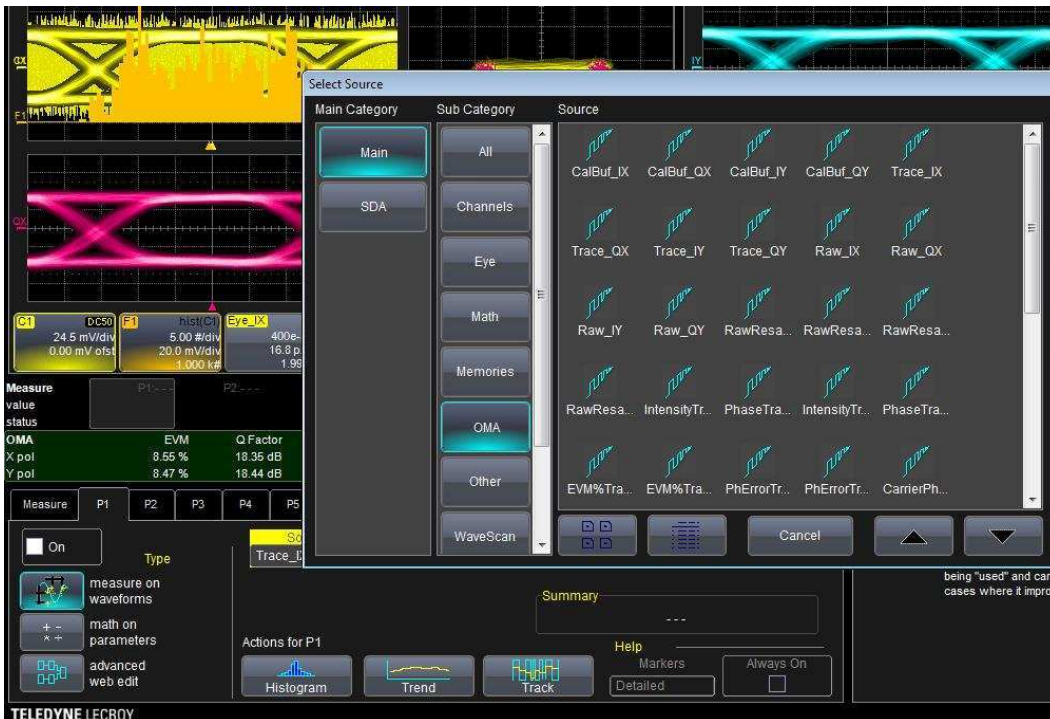 QX
F1
IY
QX
C1 DC50
24.5 mV/div
0.00 mV ofst
F1 hist(C1)
5.00 #/div
20.0 mV/div
1.000 k#
Eye_IX
400e-
16.8 p
1.99
Measure P1:- - - P2:- - -
value
status
OMA EVM Q Factor
X pol 8.55 % 18.35 dB
Y pol 8.47 % 18.44 dB
Select Source
Main Category Sub Category Source
Main
SDA
All
Channels
Eye
Math
Memories
OMA
Other
WaveScan
CalBuf_IX CalBuf_QX CalBuf_IY CalBuf_QY Trace_IX
Trace_QX Trace_IY Trace_QY Raw_IX Raw_QX
Raw_IY Raw_QY RawResa... RawResa... RawResa...
RawResa... IntensityTr... PhaseTra... IntensityTr... PhaseTra...
EVM%Tra... EVM%Tra... PhErrorTr... PhErrorTr... CarrierPh...
Cancel
Measure P1 P2 P3 P4 P5
On
Type
measure on
waveforms
math on
parameters
advanced
web edit
So
Trace_I
Summary
- - -
Actions for P1
Histogram
Trend
Track
Help
Markers
Detailed
Always On
being "used" and can
cases where it impro
TELEDYNE LECROY